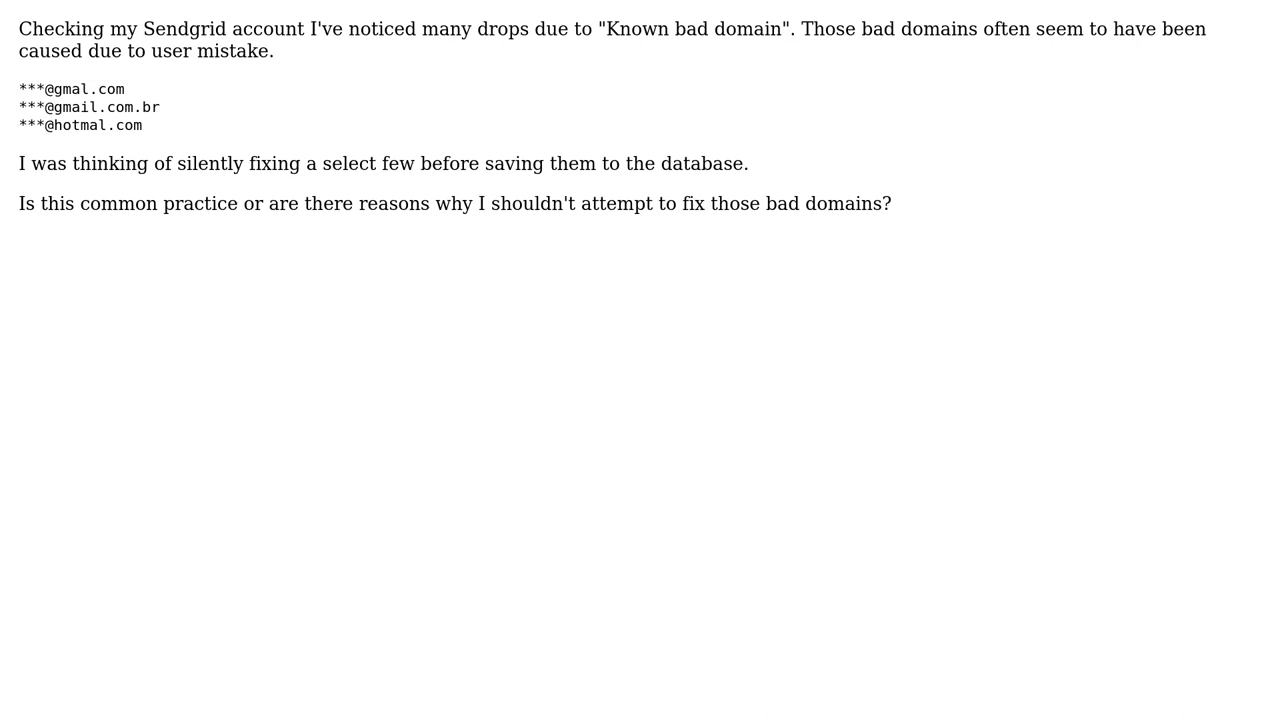 Checking my Sendgrid account I've noticed many drops due to "Known bad domain". Those bad domains often seem to have been
caused due to user mistake.
***@gmal.com
***@gmail.com.br
***@hotmal.com
I was thinking of silently fixing a select few before saving them to the database.
Is this common practice or are there reasons why I shouldn't attempt to fix those bad domains?